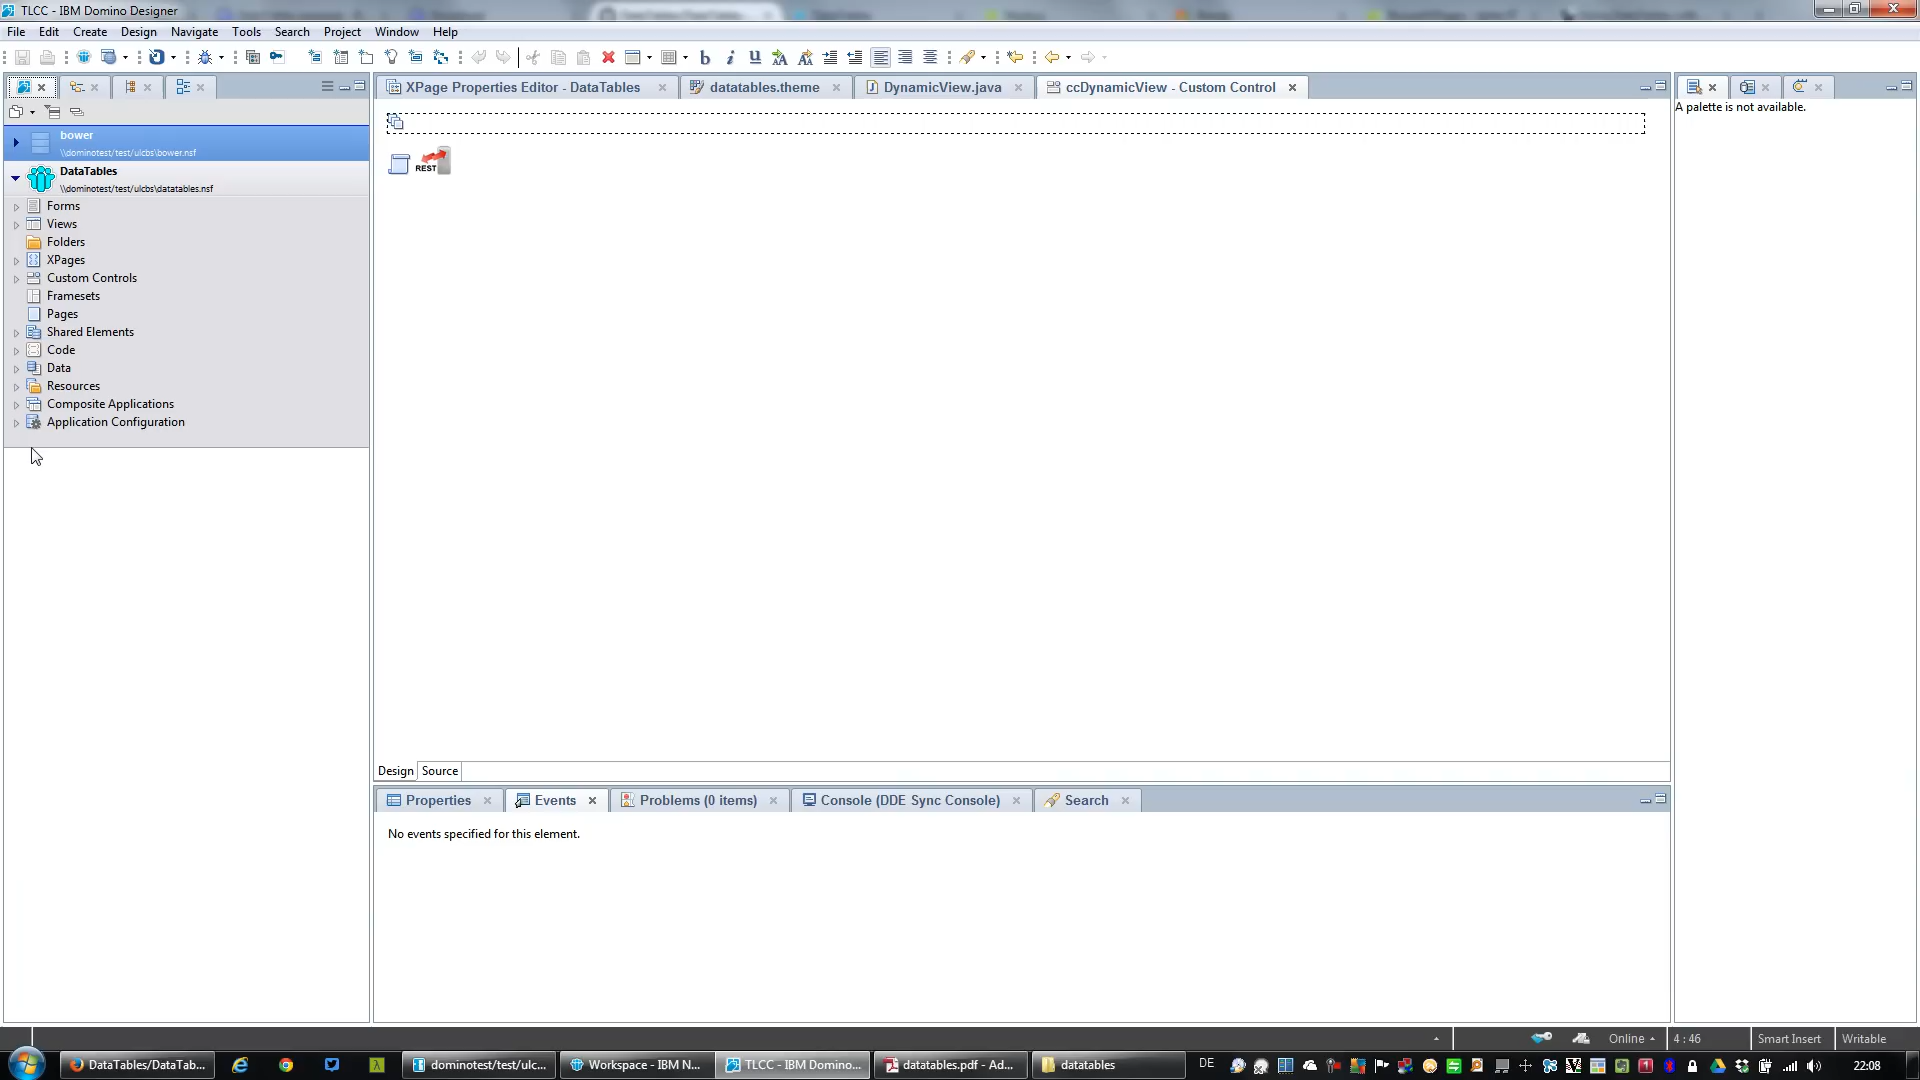 TLCC - IBM Domino Designer
File Edit Create Design Navigate Tools Search Project Window Help
XPage Properties Editor - DataTables
datatables.theme
DynamicView.java
ccDynamicView - Custom Control
A palette is not available.
bower
\\dominotest/test/ulcbs\bower.nsf
DataTables
\\dominotest/test/ulcbs\datatables.nsf
Forms
Views
Folders
XPages
Custom Controls
Framesets
Pages
Shared Elements
Code
Data
Resources
Composite Applications
Application Configuration
REST
Design Source
Properties
Events
Problems (0 items)
Console (DDE Sync Console)
Search
No events specified for this element.
Online
4 : 46
Smart Insert
Writable
DataTables/DataTab...
dominotest/test/ulc...
Workspace - IBM N...
TLCC - IBM Domino...
datatables.pdf - Ad...
datatables
DE
22:08